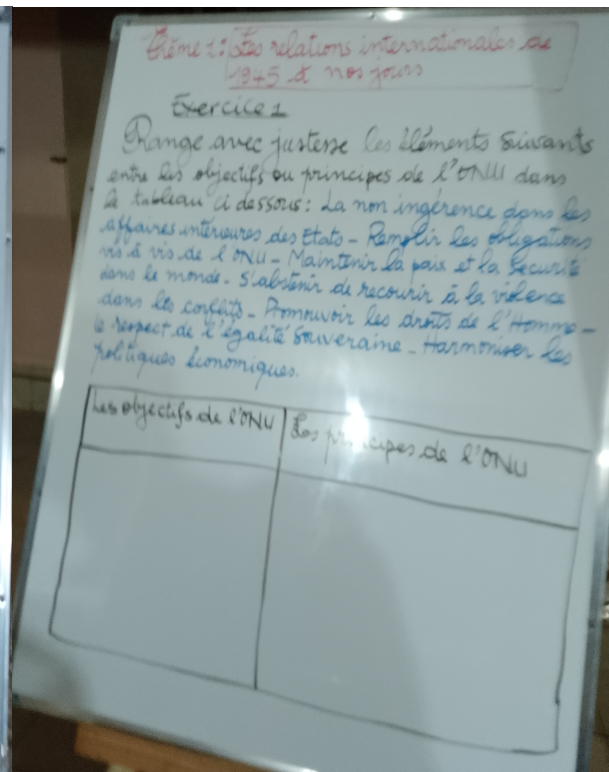 Thème 1: Les relations internationales de
1945 à nos jours
Exercice 1
Range avec justesse les éléments suivants
entre les objectifs ou principes de l'ONU dans
le tableau ci dessous: La non ingérence dans les
affaires intérieures des Etats - Remplir les obligations
vis à vis de l'ONU - Maintenir la paix et la sécurité
dans le monde - S'abstenir de recourir à la violence
dans les conflits - Promouvoir les droits de l'Homme -
le respect de l'égalité souveraine - Harmoniser les
politiques économiques.
Les objectifs de l'ONU
Les principes de l'ONU